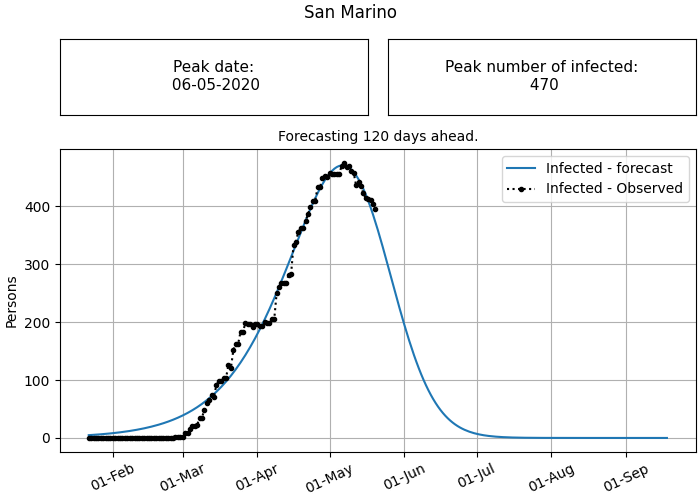 San Marino
Peak date:
06-05-2020
Peak number of infected:
470
Forecasting 120 days ahead.
Infected - forecast
Infected - Observed
Persons
400
300
200
100
0
01-Feb
01-Mar
01-Apr
01-May
01-Jun
01-Jul
01-Aug
01-Sep